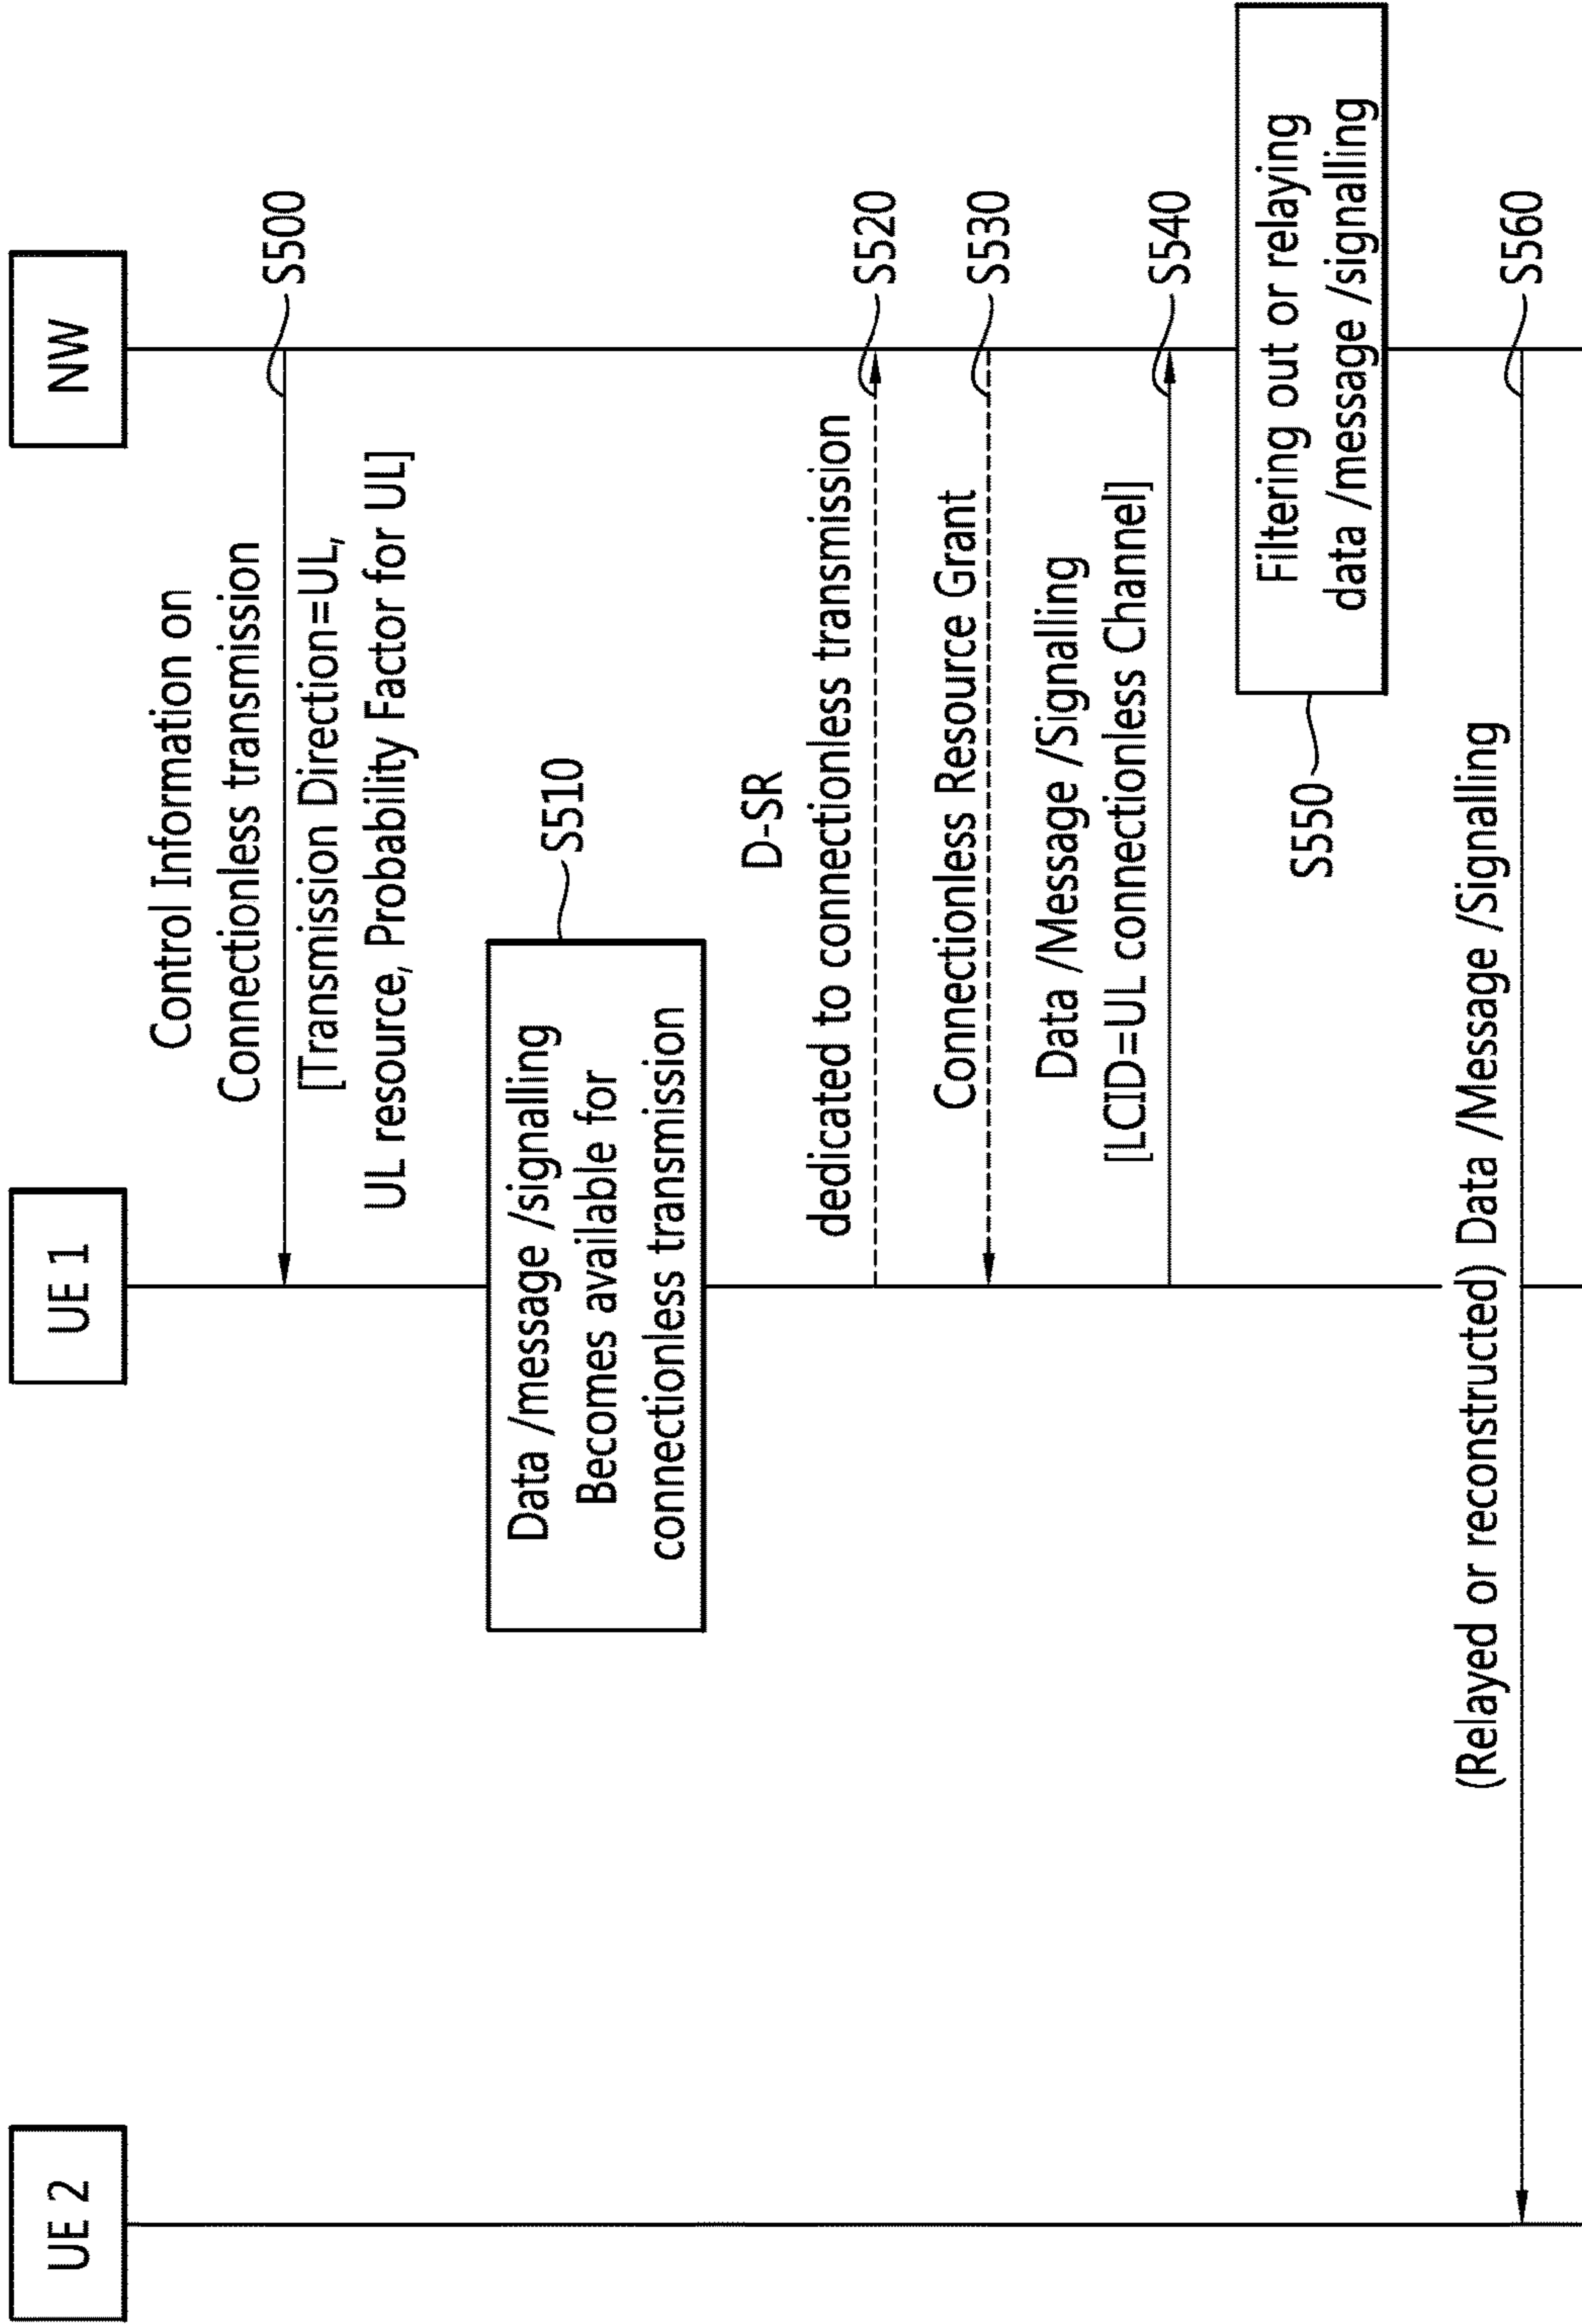 UE 2
UE 1
NW
Control Information on
Connectionless transmission
S500
[Transmission Direction=UL,
UL resource, Probability Factor for UL]
S510
Data /message /signalling
Becomes available for
connectionless transmission
D-SR
dedicated to connectionless transmission
S520
Connectionless Resource Grant
S530
Data /Message /Signalling
[LCID=UL connectionless Channel]
S540
Filtering out or relaying
data /message /signalling
S550
(Relayed or reconstructed) Data /Message /Signalling
S560